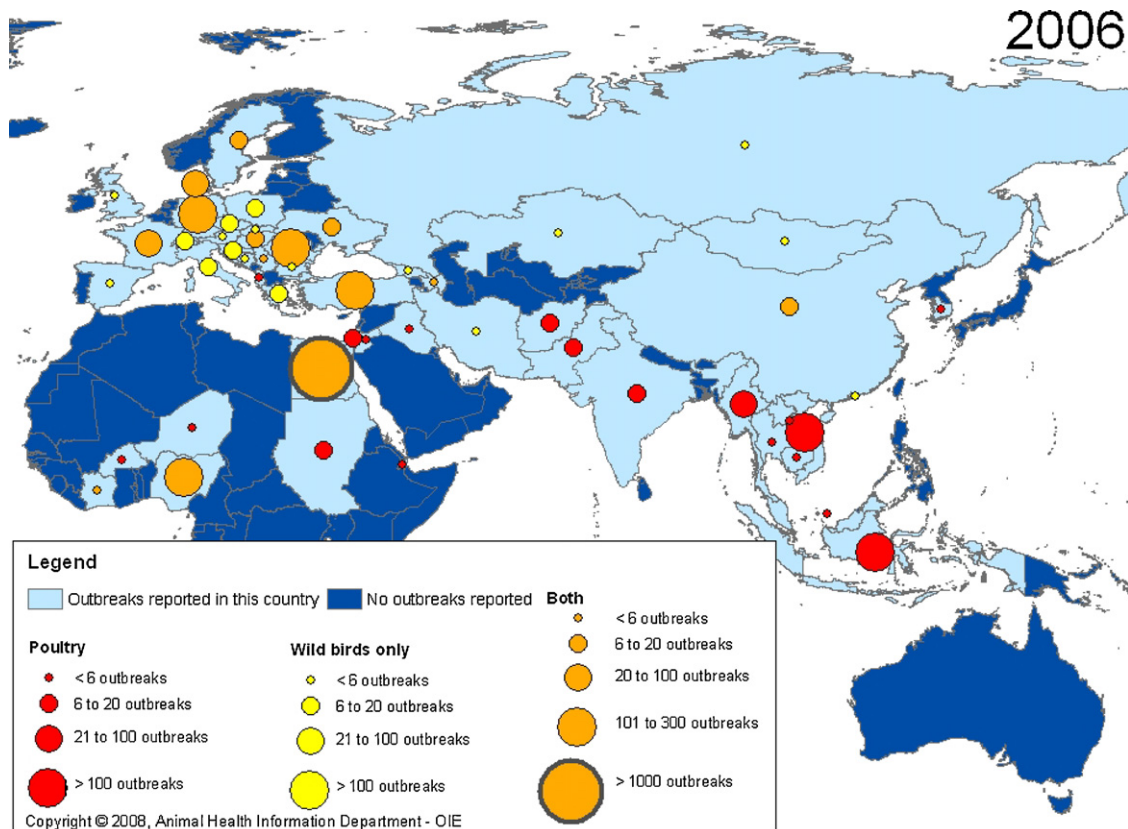 2006
Legend
Outbreaks reported in this country
No outbreaks reported
Poultry
< 6 outbreaks
6 to 20 outbreaks
21 to 100 outbreaks
> 100 outbreaks
Wild birds only
< 6 outbreaks
6 to 20 outbreaks
21 to 100 outbreaks
> 100 outbreaks
Both
< 6 outbreaks
6 to 20 outbreaks
20 to 100 outbreaks
101 to 300 outbreaks
> 1000 outbreaks
Copyright © 2008, Animal Health Information Department - OIE